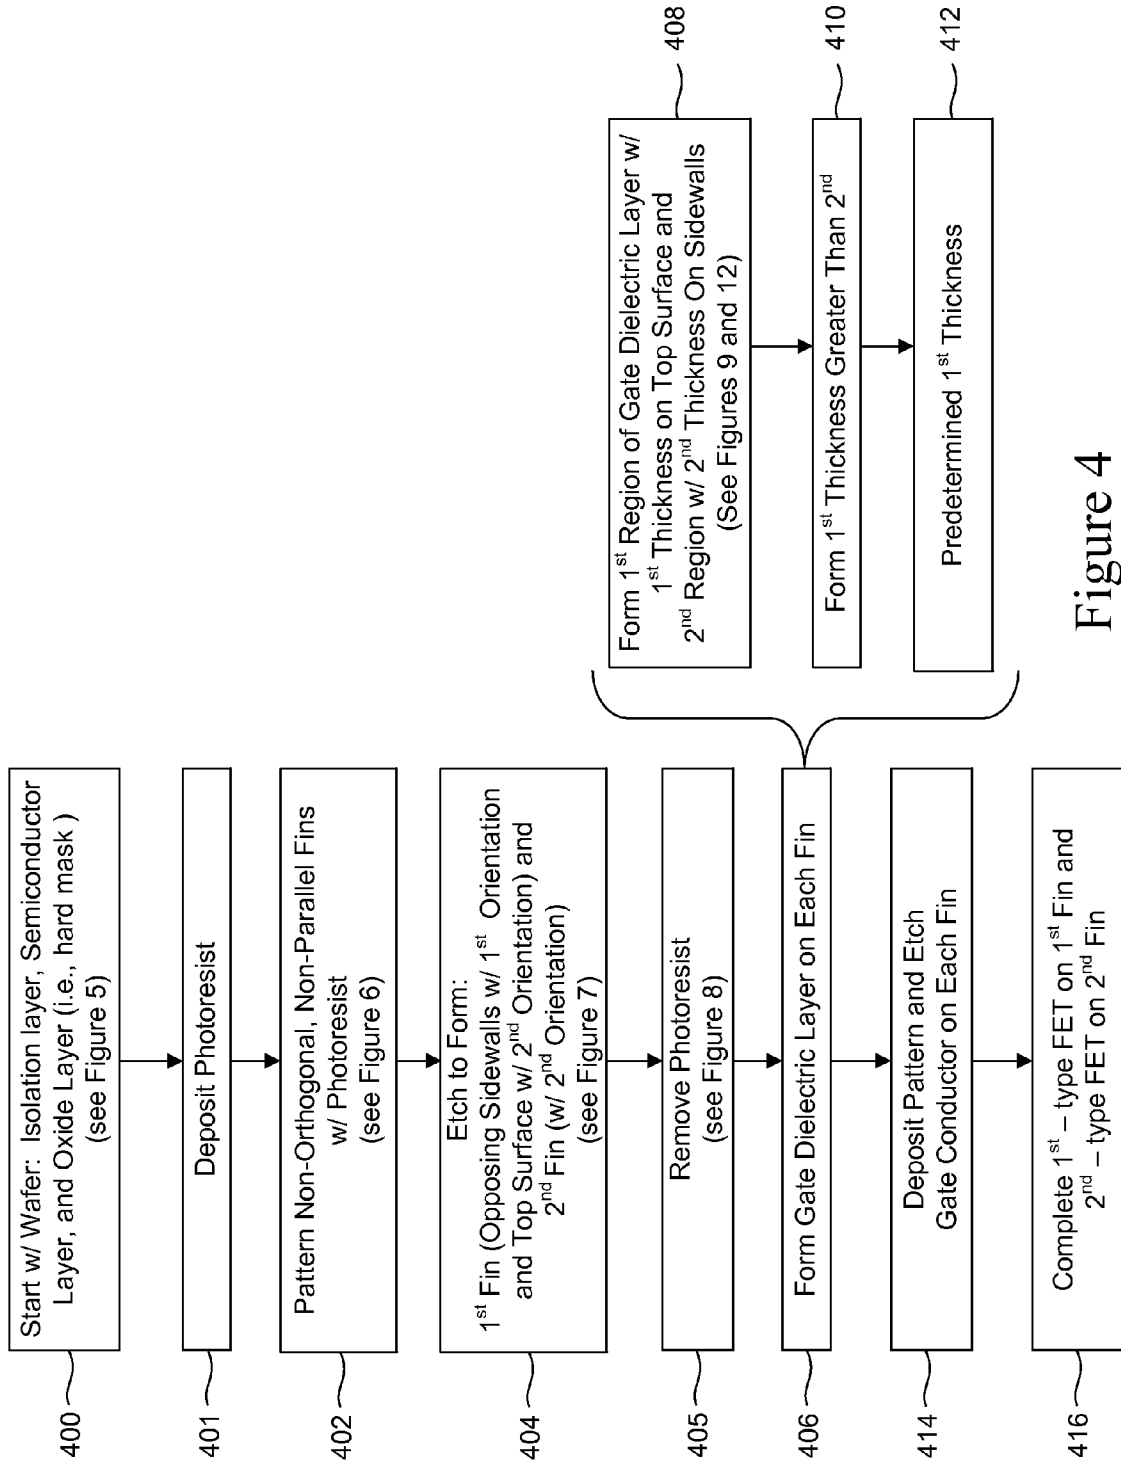 400
Start w/ Wafer: Isolation layer, Semiconductor
Layer, and Oxide Layer (i.e., hard mask )
(see Figure 5)
401
Deposit Photoresist
402
Pattern Non-Orthogonal, Non-Parallel Fins
w/ Photoresist
(see Figure 6)
404
Etch to Form:
1st Fin (Opposing Sidewalls w/ 1st Orientation
and Top Surface w/ 2nd Orientation) and
2nd Fin (w/ 2nd Orientation)
(see Figure 7)
405
Remove Photoresist
(see Figure 8)
406
Form Gate Dielectric Layer on Each Fin
408
Form 1st Region of Gate Dielectric Layer w/
1st Thickness on Top Surface and
2nd Region w/ 2nd Thickness On Sidewalls
(See Figures 9 and 12)
410
Form 1st Thickness Greater Than 2nd
412
Predetermined 1st Thickness
414
Deposit Pattern and Etch
Gate Conductor on Each Fin
416
Complete 1st – type FET on 1st Fin and
2nd – type FET on 2nd Fin
Figure 4